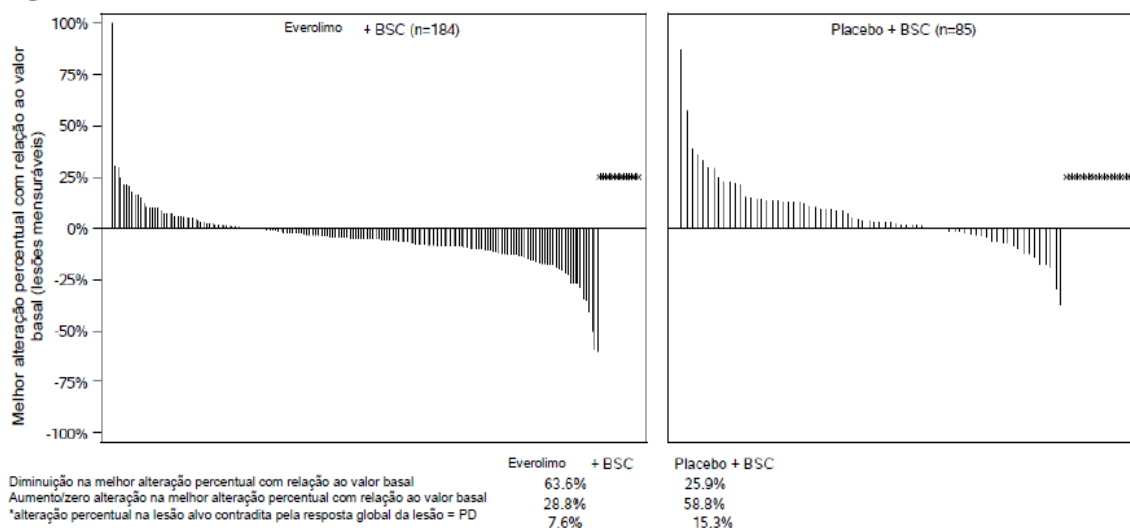 Everolimo + BSC (n=184)
Placebo + BSC (n=85)
Melhor alteração percentual com relação ao valor
basal (lesões mensuráveis)
100%
75%
50%
25%
0%
-25%
-50%
-75%
-100%
Everolimo + BSC Placebo + BSC
Diminuição na melhor alteração percentual com relação ao valor basal 63.6% 25.9%
Aumento/zero alteração na melhor alteração percentual com relação ao valor basal 28.8% 58.8%
*alteração percentual na lesão alvo contradita pela resposta global da lesão = PD 7.6% 15.3%